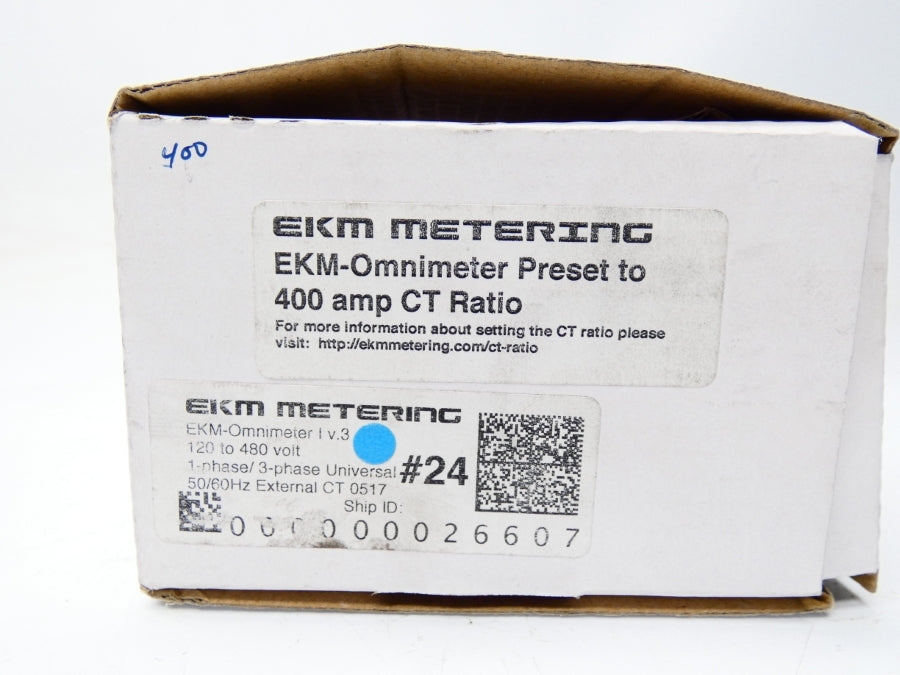 400
EKM METERING
EKM-Omnimeter Preset to
400 amp CT Ratio
For more information about setting the CT ratio please
visit: http://ekmmetering.com/ct-ratio
EKM METERING
EKM-Omnimeter I v.3
120 to 480 volt
1-phase/ 3-phase Universal
#24
50/60Hz External CT 0517
Ship ID:
000000026607